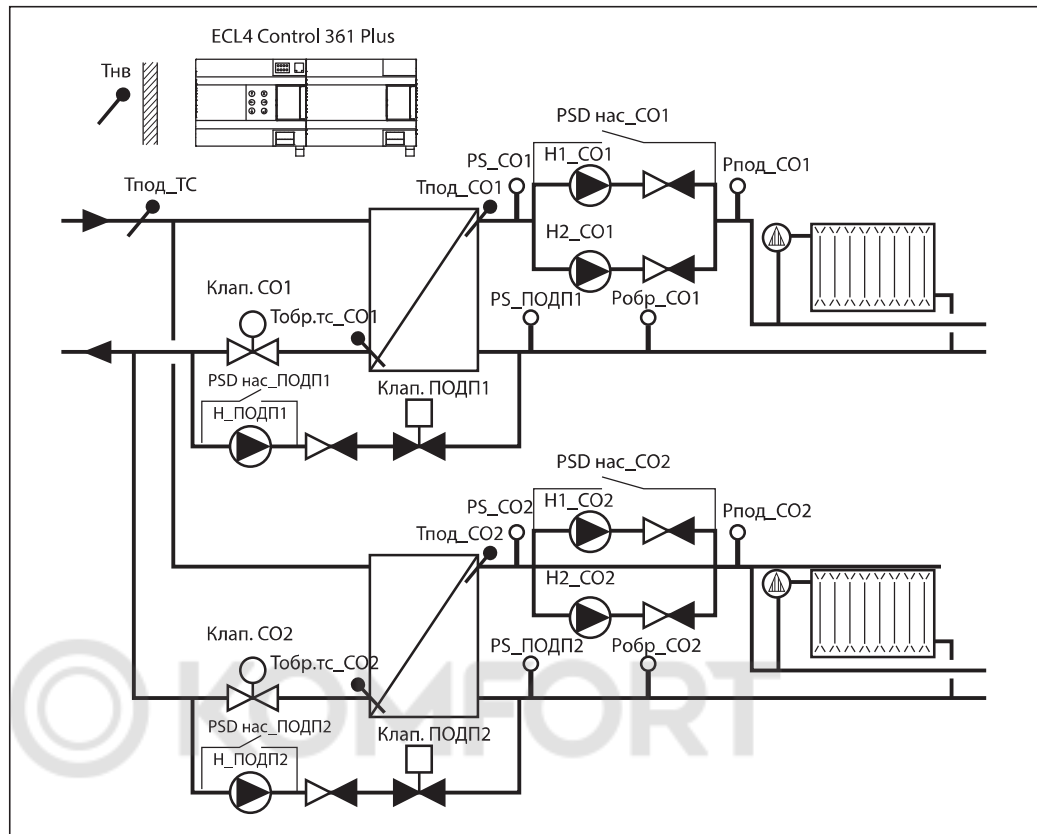 ECL4 Control 361 Plus
Тнв
PSD нас_СО1
PS_СО1
Н1_СО1
Рпод_СО1
Тпод_ТС
Тпод_СО1
Н2_СО1
Клап. СО1
PS_ПОДП1
Робр_СО1
Тобр.тс_СО1
PSD нас_ПОДП1
Клап. ПОДП1
Н_ПОДП1
PSD нас_СО2
PS_СО2
Н1_СО2
Рпод_СО2
Тпод_СО2
Н2_СО2
Клап. СО2
PS_ПОДП2
Робр_СО2
Тобр.тс_СО2
KOMFORT
PSD нас_ПОДП2
Клап. ПОДП2
Н_ПОДП2